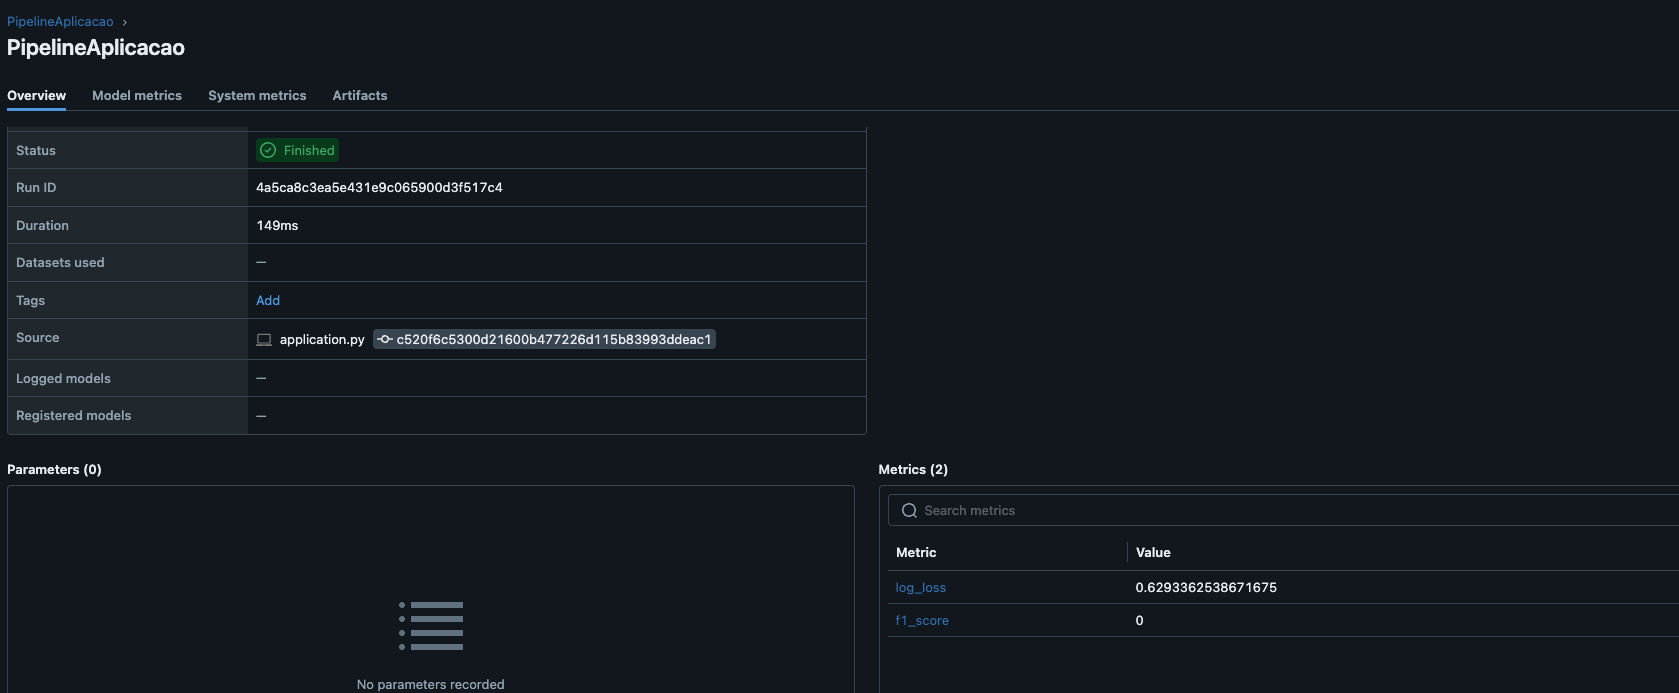 PipelineAplicacao ›
PipelineAplicacao
Overview Model metrics System metrics Artifacts
Status Finished
Run ID 4a5ca8c3ea5e431e9c065900d3f517c4
Duration 149ms
Datasets used —
Tags Add
Source application.py c520f6c5300d21600b477226d115b83993ddeac1
Logged models —
Registered models —
Parameters (0)
No parameters recorded
Metrics (2)
Search metrics
Metric Value
log_loss 0.6293362538671675
f1_score 0